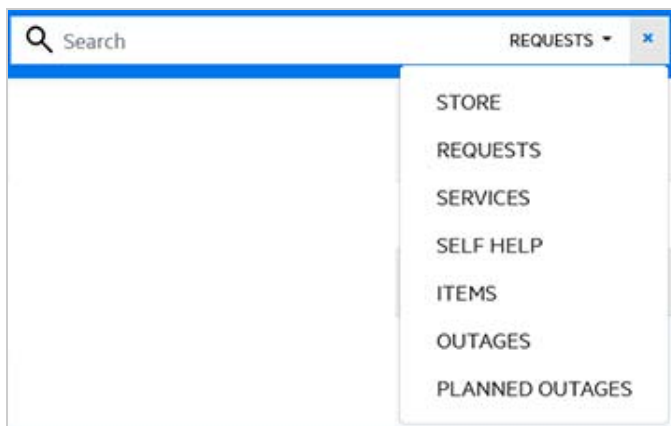 Search REQUESTS ×
STORE
REQUESTS
SERVICES
SELF HELP
ITEMS
OUTAGES
PLANNED OUTAGES